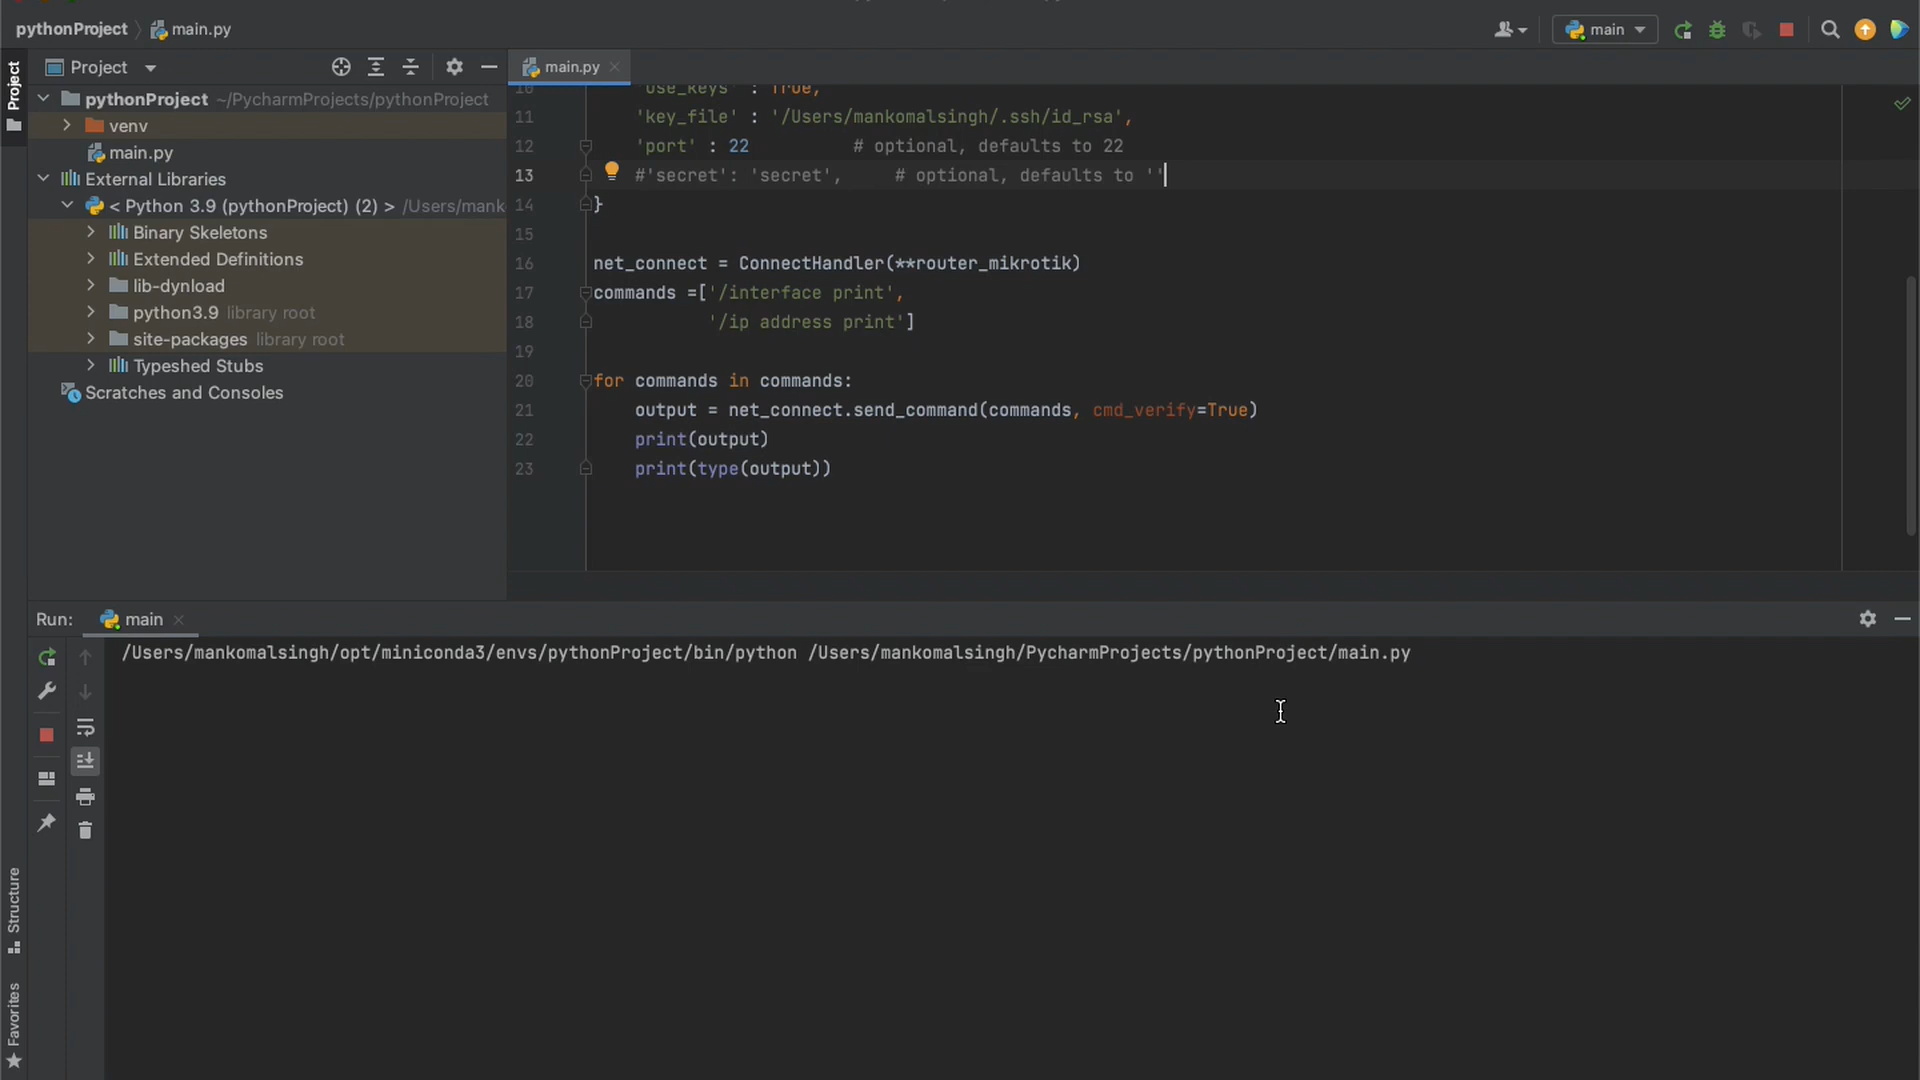 pythonProject main.py
main
Project
Project
main.py
pythonProject ~/PycharmProjects/pythonProject
venv
main.py
External Libraries
< Python 3.9 (pythonProject) (2) > /Users/mank
Binary Skeletons
Extended Definitions
lib-dynload
python3.9 library root
site-packages library root
Typeshed Stubs
Scratches and Consoles
10 'use_keys' : True,
11 'key_file' : '/Users/mankomalsingh/.ssh/id_rsa',
12 'port' : 22 # optional, defaults to 22
13 #'secret': 'secret', # optional, defaults to ''
14 }
15
16 net_connect = ConnectHandler(**router_mikrotik)
17 commands =['/interface print',
18 '/ip address print']
19
20 for commands in commands:
21 output = net_connect.send_command(commands, cmd_verify=True)
22 print(output)
23 print(type(output))
Run: main
/Users/mankomalsingh/opt/miniconda3/envs/pythonProject/bin/python /Users/mankomalsingh/PycharmProjects/pythonProject/main.py
Structure
Favorites